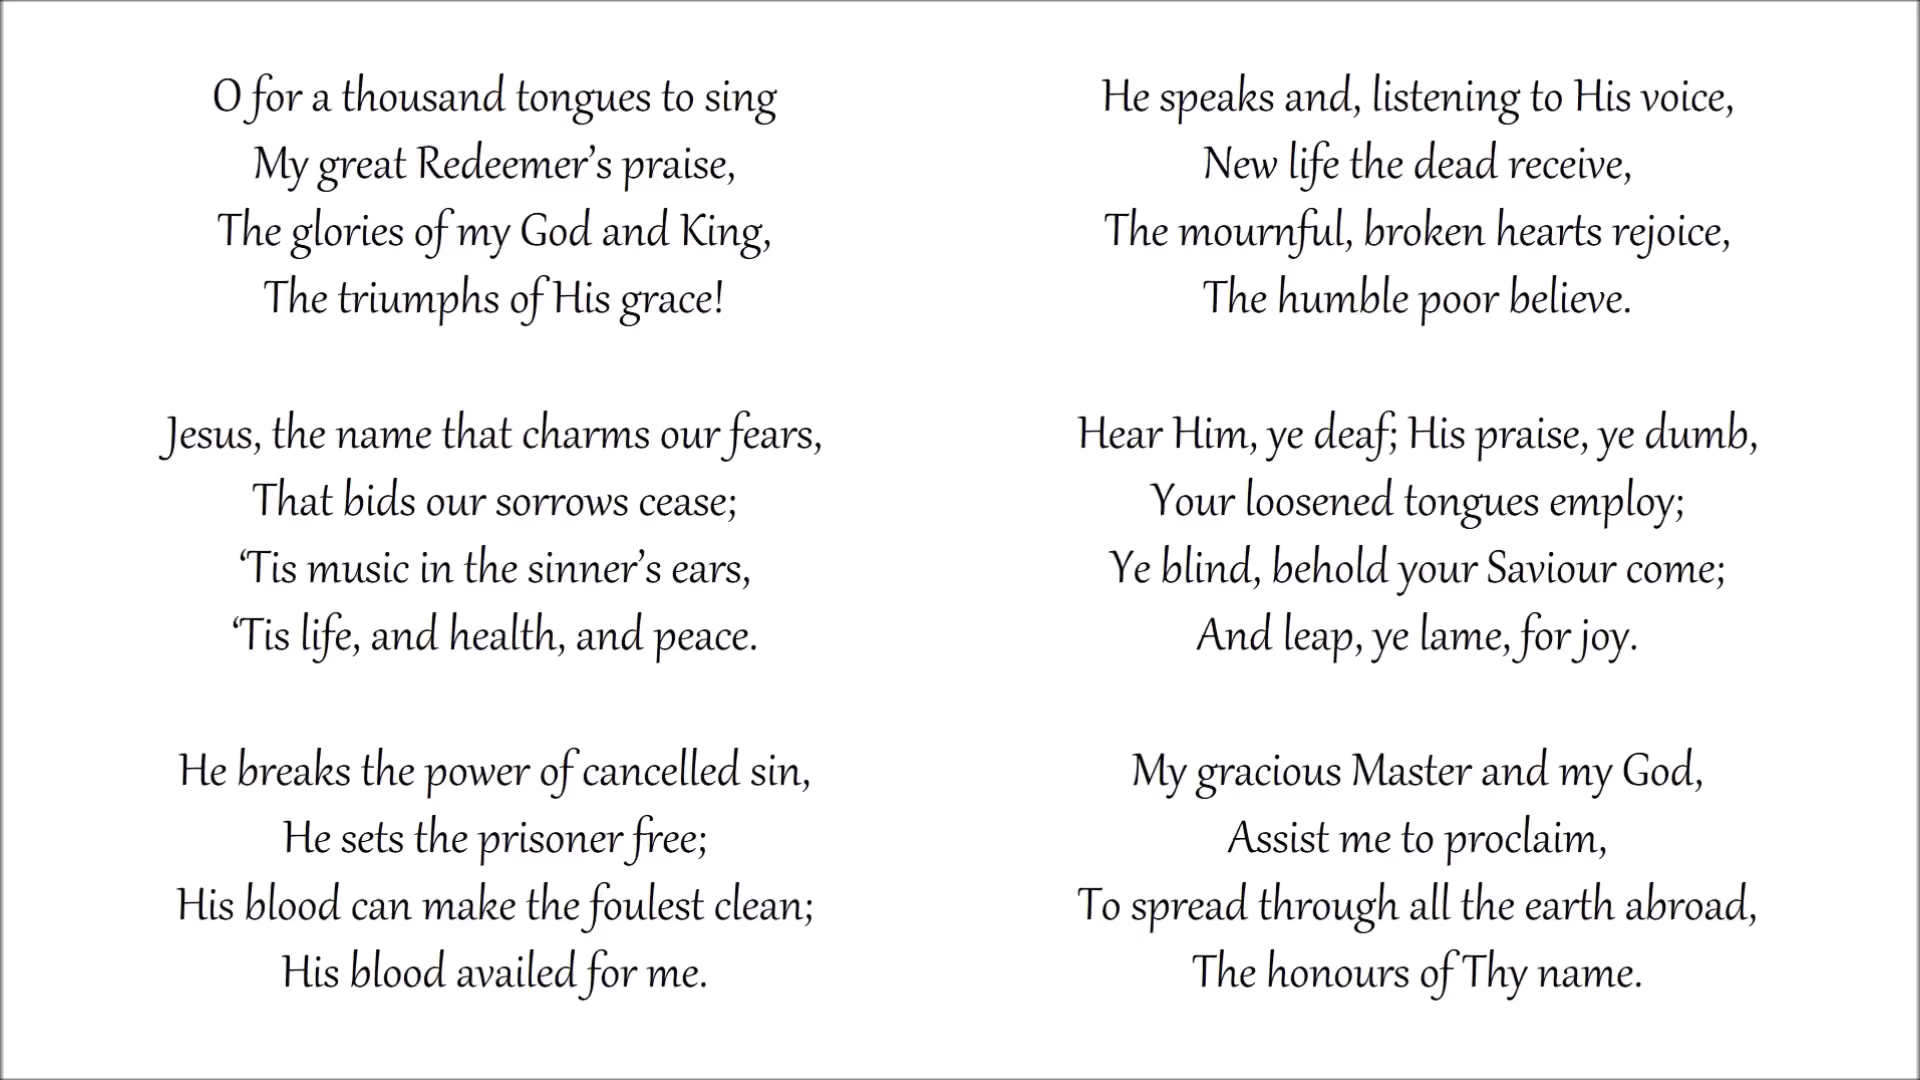 O for a thousand tongues to sing
My great Redeemer’s praise,
The glories of my God and King,
The triumphs of His grace!
Jesus, the name that charms our fears,
That bids our sorrows cease;
‘Tis music in the sinner’s ears,
‘Tis life, and health, and peace.
He breaks the power of cancelled sin,
He sets the prisoner free;
His blood can make the foulest clean;
His blood availed for me.
He speaks and, listening to His voice,
New life the dead receive,
The mournful, broken hearts rejoice,
The humble poor believe.
Hear Him, ye deaf; His praise, ye dumb,
Your loosened tongues employ;
Ye blind, behold your Saviour come;
And leap, ye lame, for joy.
My gracious Master and my God,
Assist me to proclaim,
To spread through all the earth abroad,
The honours of Thy name.